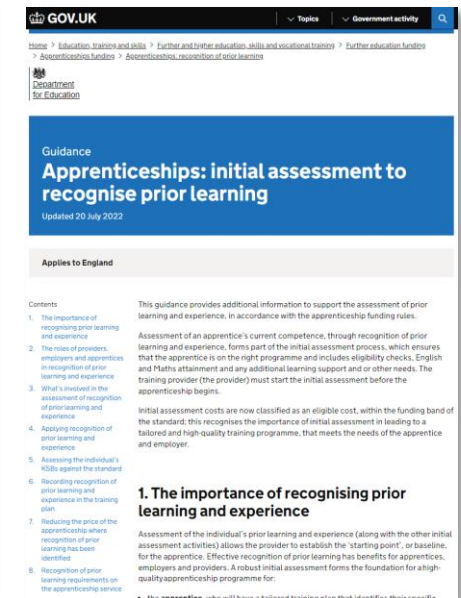 GOV.UK
Topics
Government activity
Home > Education, training and skills > Further and higher education, skills and vocational training > Further education funding
> Apprenticeships funding > Apprenticeships: recognition of prior learning
Department
for Education
Guidance
Apprenticeships: initial assessment to
recognise prior learning
Updated 20 July 2022
Applies to England
Contents
1. The importance of
recognising prior learning
and experience
2. The roles of providers,
employers and apprentices
in recognition of prior
learning and experience
3. What's involved in the
assessment of recognition
of prior learning and
experience
4. Applying recognition of
prior learning and
experience
5. Assessing the individual's
KSBs against the standard
6. Recording recognition of
prior learning and
experience in the training
plan
7. Reducing the price of the
apprenticeship where
recognition of prior
learning has been
identified
8. Recognition of prior
learning requirements on
the apprenticeship service
This guidance provides additional information to support the assessment of prior
learning and experience, in accordance with the apprenticeship funding rules.
Assessment of an apprentice's current competence, through recognition of prior
learning and experience, forms part of the initial assessment process, which ensures
that the apprentice is on the right programme and includes eligibility checks, English
and Maths attainment and any additional learning support and or other needs. The
training provider (the provider) must start the initial assessment before the
apprenticeship begins.
Initial assessment costs are now classified as an eligible cost, within the funding band of
the standard; this recognises the importance of initial assessment in leading to a
tailored and high-quality training programme, that meets the needs of the apprentice
and employer.
1. The importance of recognising prior
learning and experience
Assessment of the individual's prior learning and experience (along with the other initial
assessment activities) allows the provider to establish the 'starting point', or baseline,
for the apprentice. Effective recognition of prior learning has benefits for apprentices,
employers and providers. A robust initial assessment forms the foundation for a high-
quality apprenticeship programme for:
• the apprentice, who will have a tailored training plan that identifies their specific